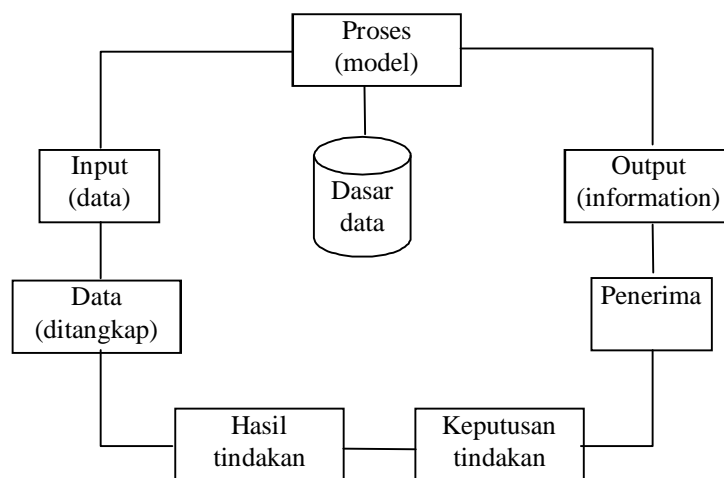 Proses
(model)
Input
(data)
Dasar
data
Output
(information)
Data
(ditangkap)
Penerima
Hasil
tindakan
Keputusan
tindakan